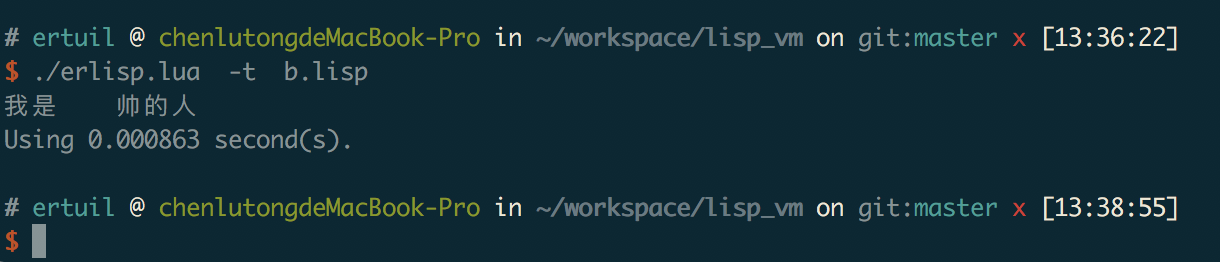 # ertuil @ chenlutongdeMacBook-Pro in ~/workspace/lisp_vm on git:master x [13:36:22]
$ ./erlisp.lua  -t  b.lisp
我是    帅的人
Using 0.000863 second(s).
# ertuil @ chenlutongdeMacBook-Pro in ~/workspace/lisp_vm on git:master x [13:38:55]
$